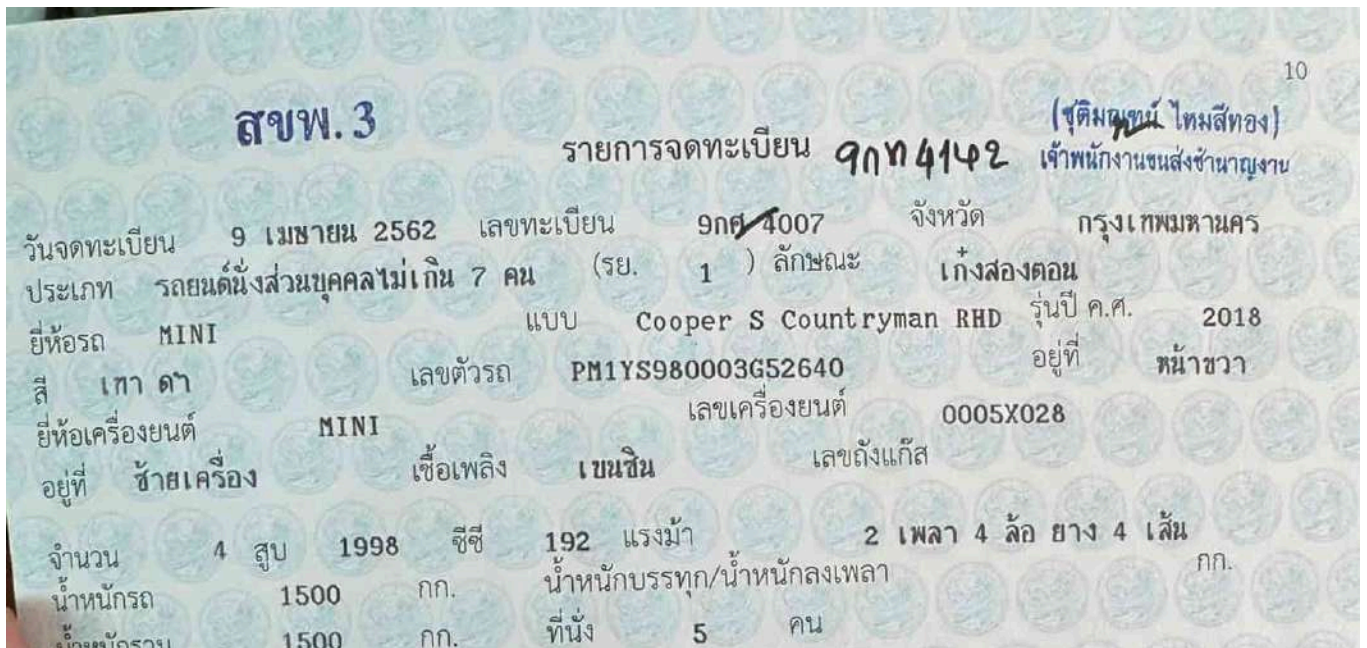 10
สขพ.3
(ชุติมณฑน์ ไทมสีทอง)
รายการจดทะเบียน 9กท 4142 เจ้าพนักงานขนส่งชำนาญงาน
วันจดทะเบียน 9 เมษายน 2562 เลขทะเบียน 9กศ 4007 จังหวัด กรุงเทพมหานคร
ประเภท รถยนต์นั่งส่วนบุคคลไม่เกิน 7 คน (รย. 1 ) ลักษณะ เก๋งสองตอน
ยี่ห้อรถ MINI แบบ Cooper S Countryman RHD รุ่นปี ค.ศ. 2018
สี เทา ดำ เลขตัวรถ PM1YS980003G52640 อยู่ที่ หน้าขวา
ยี่ห้อเครื่องยนต์ MINI เลขเครื่องยนต์ 0005X028
อยู่ที่ ซ้ายเครื่อง เชื้อเพลิง เบนซิน เลขถังแก๊ส
จำนวน 4 สูบ 1998 ซีซี 192 แรงม้า 2 เพลา 4 ล้อ ยาง 4 เส้น
น้ำหนักรถ 1500 กก. น้ำหนักบรรทุก/น้ำหนักลงเพลา กก.
น้ำหนักรวม 1500 กก. ที่นั่ง 5 คน